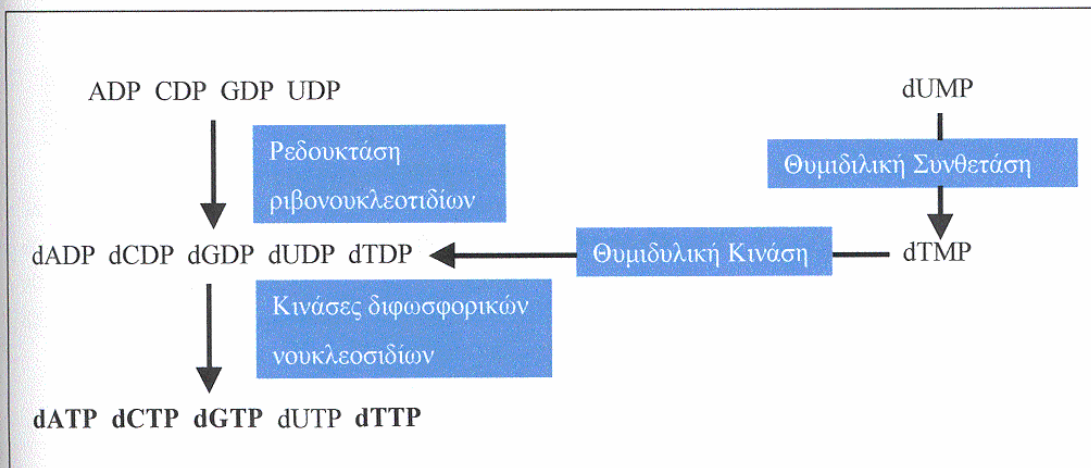 ADP CDP GDP UDP
dUMP
Ρεδουκτάση
ριβονουκλεοτιδίων
Θυμιδιλική Συνθετάση
dADP dCDP dGDP dUDP dTDP
Θυμιδυλική Κινάση
dTMP
Κινάσες διφωσφορικών
νουκλεοσιδίων
dATP dCTP dGTP dUTP dTTP